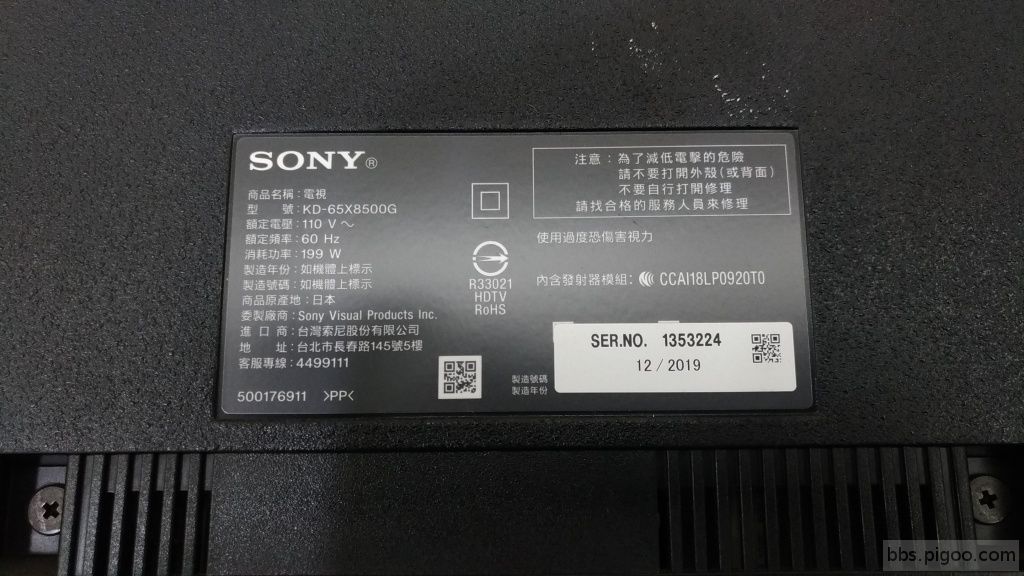 SONY®
商品名稱：電視
型　號：KD-65X8500G
額定電壓：110 V ～
額定頻率：60 Hz
消耗功率：199 W
製造年份：如機體上標示
製造號碼：如機體上標示
商品原產地：日本
委製廠商：Sony Visual Products Inc.
進 口 商：台灣索尼股份有限公司
地　址：台北市長春路145號5樓
客服專線：4499111
500176911 >PP<
R33021
HDTV
RoHS
注意：為了減低電擊的危險
請不要打開外殼(或背面)
不要自行打開修理
請找合格的服務人員來修理
使用過度恐傷害視力
內含發射器模組: CCAI18LP0920T0
製造號碼
製造年份
SER.NO. 1353224
12 / 2019
bbs.pigoo.com